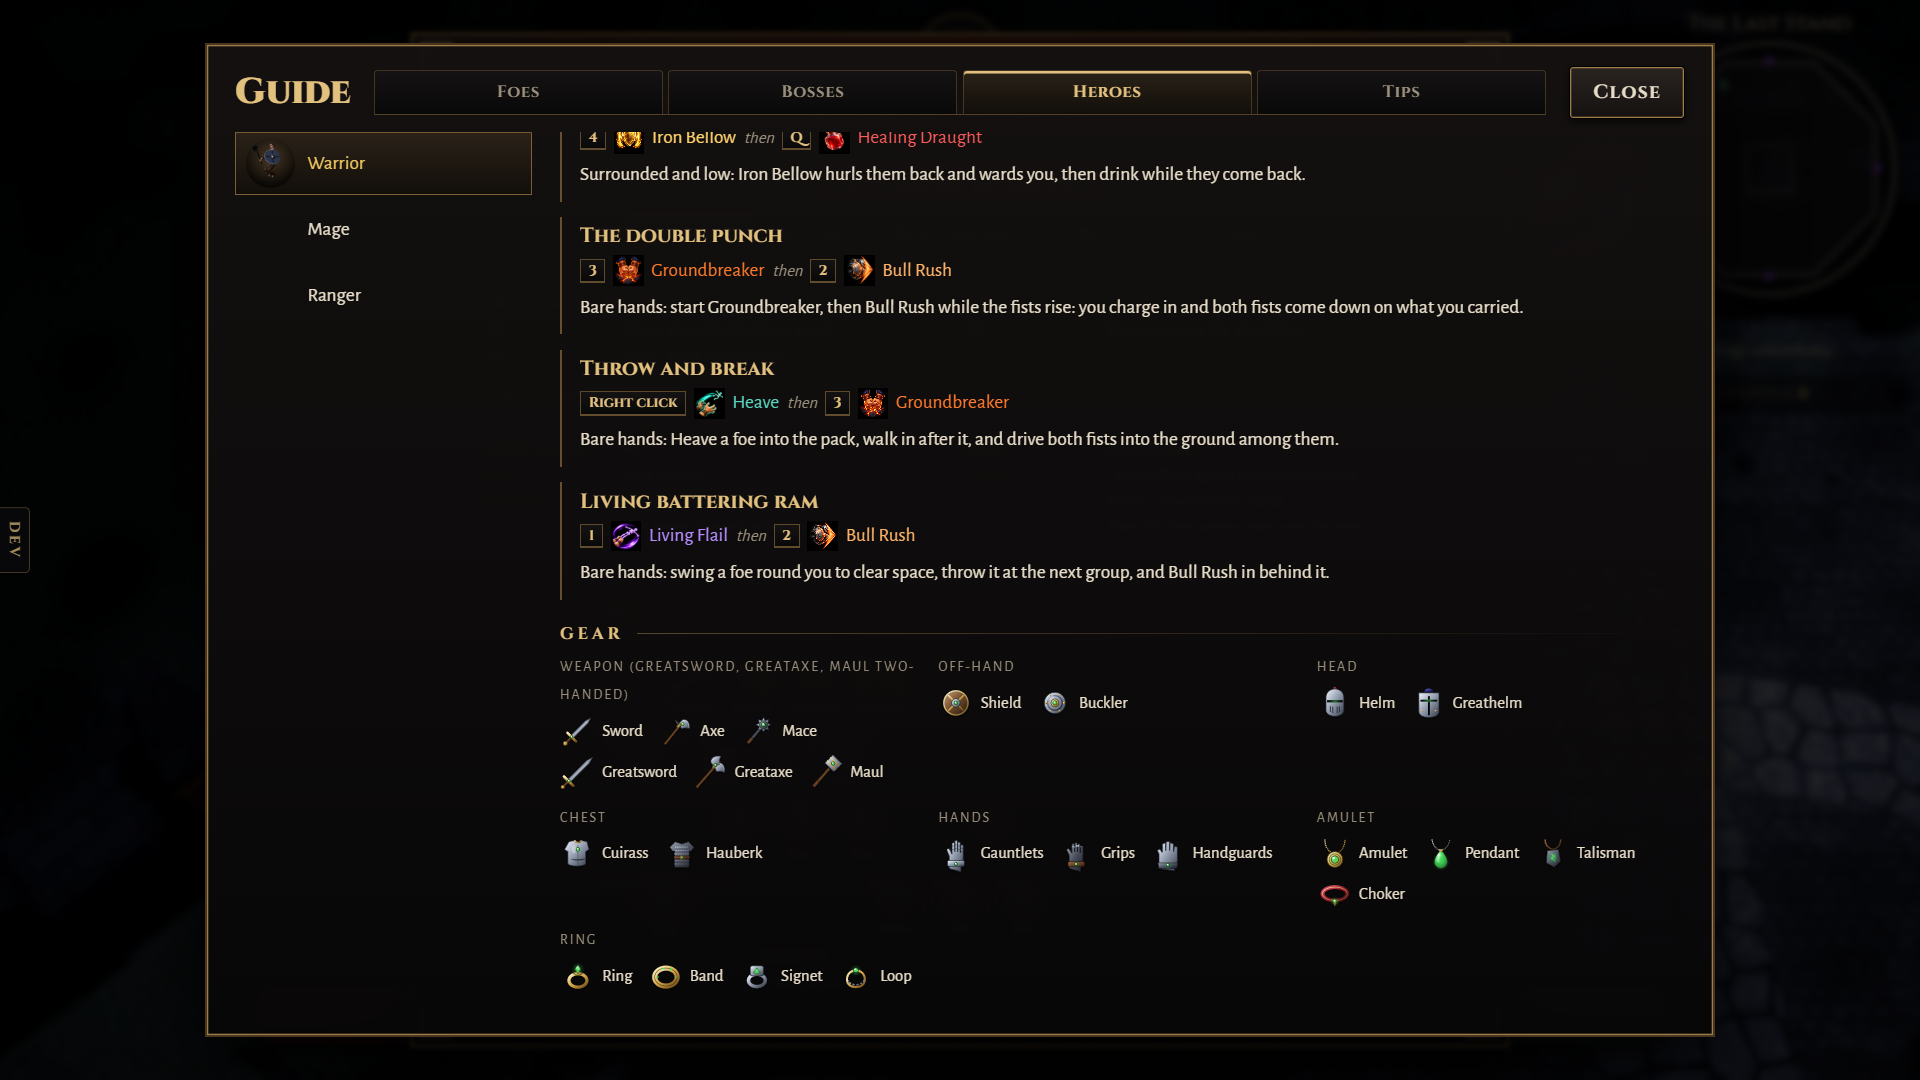 The Last Stand
Guide
Foes
Bosses
Heroes
Tips
Close
Warrior
Mage
Ranger
4 Iron Bellow then Q Healing Draught
Surrounded and low: Iron Bellow hurls them back and wards you, then drink while they come back.
The double punch
3 Groundbreaker then 2 Bull Rush
Bare hands: start Groundbreaker, then Bull Rush while the fists rise: you charge in and both fists come down on what you carried.
Throw and break
Right click Heave then 3 Groundbreaker
Bare hands: Heave a foe into the pack, walk in after it, and drive both fists into the ground among them.
Living battering ram
1 Living Flail then 2 Bull Rush
Bare hands: swing a foe round you to clear space, throw it at the next group, and Bull Rush in behind it.
DEV
GEAR
WEAPON (GREATSWORD, GREATAXE, MAUL TWO-
HANDED)
Sword Axe Mace
Greatsword Greataxe Maul
OFF-HAND
Shield Buckler
HEAD
Helm Greathelm
CHEST
Cuirass Hauberk
HANDS
Gauntlets Grips Handguards
AMULET
Amulet Pendant Talisman
Choker
RING
Ring Band Signet Loop